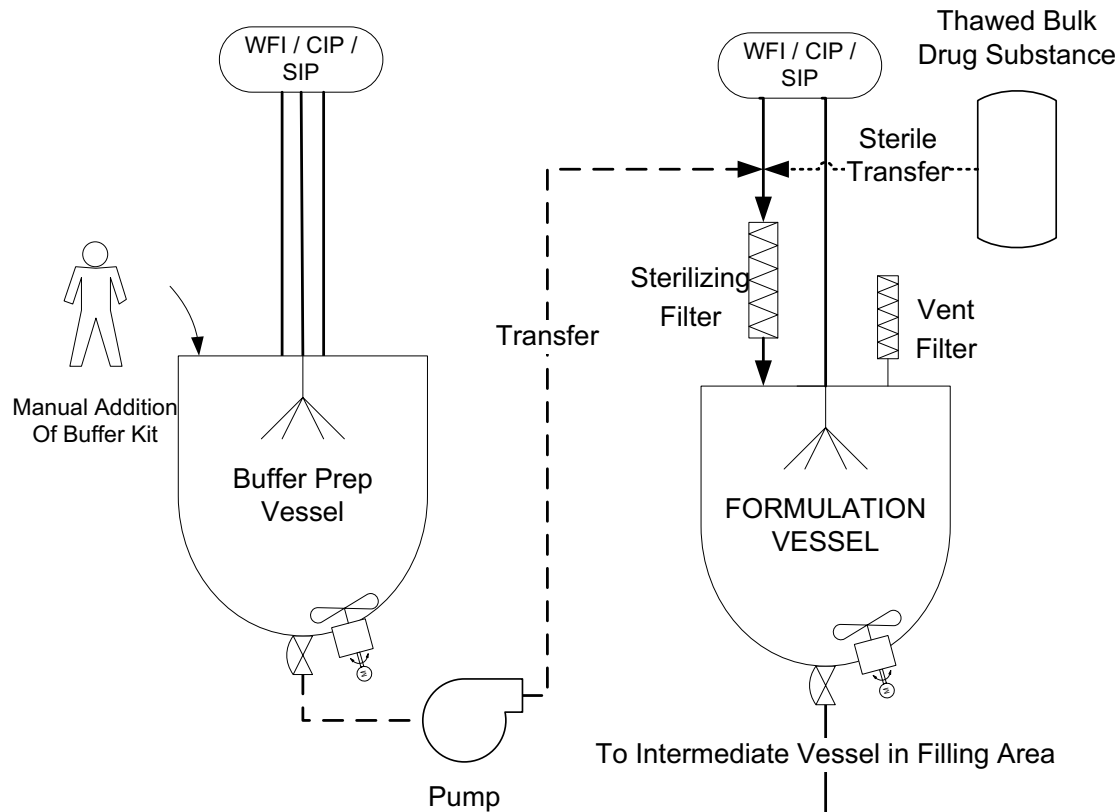 WFI / CIP /
SIP
WFI / CIP /
SIP
Thawed Bulk
Drug Substance
Sterile
Transfer
Sterilizing
Filter
Vent
Filter
Transfer
Manual Addition
Of Buffer Kit
Buffer Prep
Vessel
FORMULATION
VESSEL
M
M
To Intermediate Vessel in Filling Area
Pump